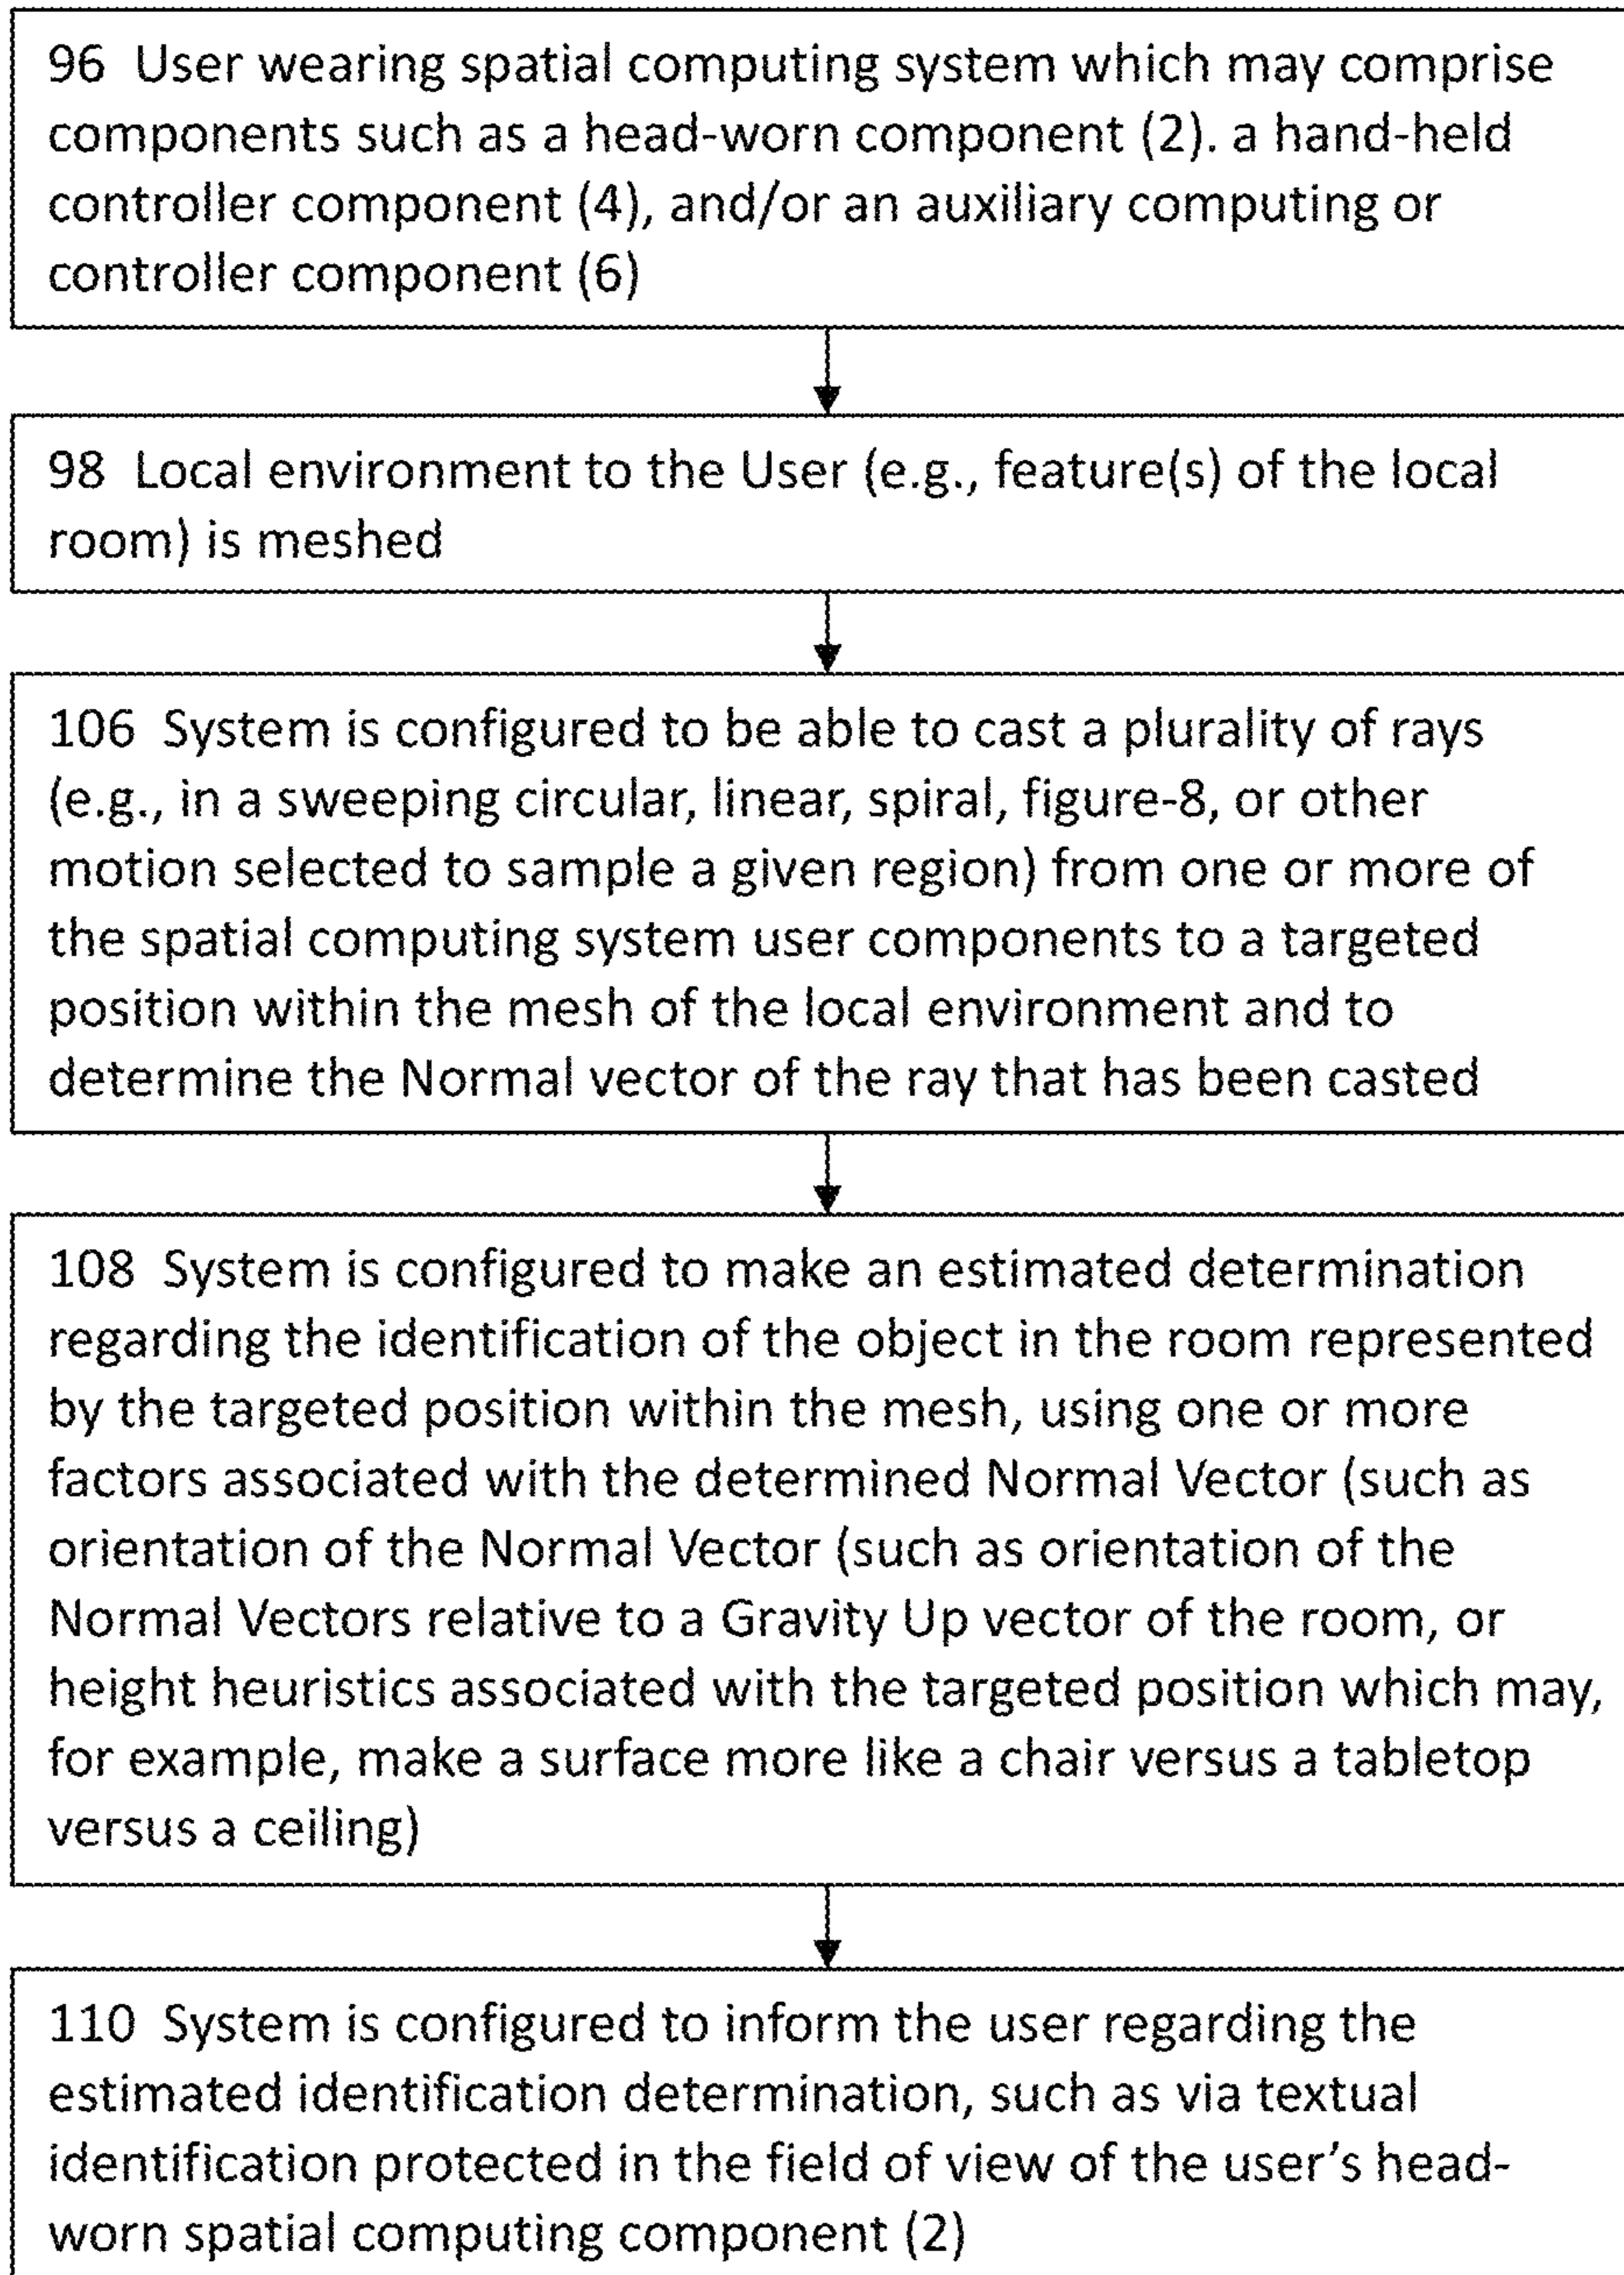 96 User wearing spatial computing system which may comprise
components such as a head-worn component (2). a hand-held
controller component (4), and/or an auxiliary computing or
controller component (6)
98 Local environment to the User (e.g., feature(s) of the local
room) is meshed
106 System is configured to be able to cast a plurality of rays
(e.g., in a sweeping circular, linear, spiral, figure-8, or other
motion selected to sample a given region) from one or more of
the spatial computing system user components to a targeted
position within the mesh of the local environment and to
determine the Normal vector of the ray that has been casted
108 System is configured to make an estimated determination
regarding the identification of the object in the room represented
by the targeted position within the mesh, using one or more
factors associated with the determined Normal Vector (such as
orientation of the Normal Vector (such as orientation of the
Normal Vectors relative to a Gravity Up vector of the room, or
height heuristics associated with the targeted position which may,
for example, make a surface more like a chair versus a tabletop
versus a ceiling)
110 System is configured to inform the user regarding the
estimated identification determination, such as via textual
identification protected in the field of view of the user's head-
worn spatial computing component (2)